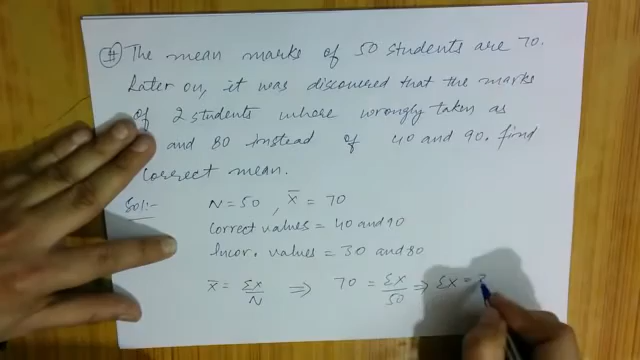 # The mean marks of 50 students are 70.
Later on, it was discovered that the marks
of 2 students where wrongly taken as
and 80 instead of 40 and 90. find
correct mean.
Sol:- N = 50, x̄ = 70
Correct values = 40 and 90
Incor. values = 30 and 80
x̄ = Σx/N ⇒ 70 = Σx/50 ⇒ Σx =